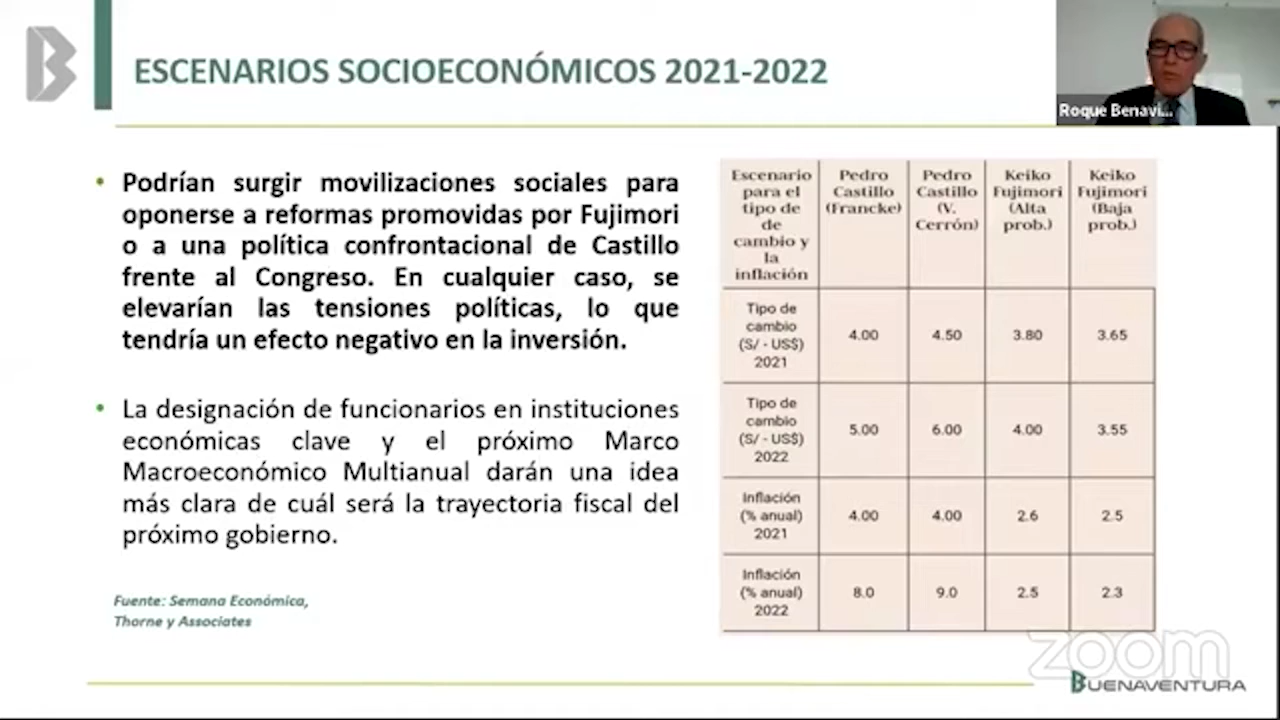 ESCENARIOS SOCIOECONÓMICOS 2021-2022
Roque Benavi...
• Podrían surgir movilizaciones sociales para
oponerse a reformas promovidas por Fujimori
o a una política confrontacional de Castillo
frente al Congreso. En cualquier caso, se
elevarían las tensiones políticas, lo que
tendría un efecto negativo en la inversión.
• La designación de funcionarios en instituciones
económicas clave y el próximo Marco
Macroeconómico Multianual darán una idea
más clara de cuál será la trayectoria fiscal del
próximo gobierno.
Fuente: Semana Económica,
Thorne y Associates
Escenario Pedro Pedro Keiko Keiko
para el Castillo Castillo Fujimori Fujimori
tipo de (Francke) (V. (Alta (Baja
de Cerrón) prob.) prob.)
cambio y
la
inflación
Tipo de
cambio
(S/ - US$)
2021
4.00 4.50 3.80 3.65
Tipo de
cambio
(S/ - US$)
2022
5.00 6.00 4.00 3.55
Inflación
(% anual)
2021
4.00 4.00 2.6 2.5
Inflación
(% anual)
2022
8.0 9.0 2.5 2.3
zoom
BUENAVENTURA